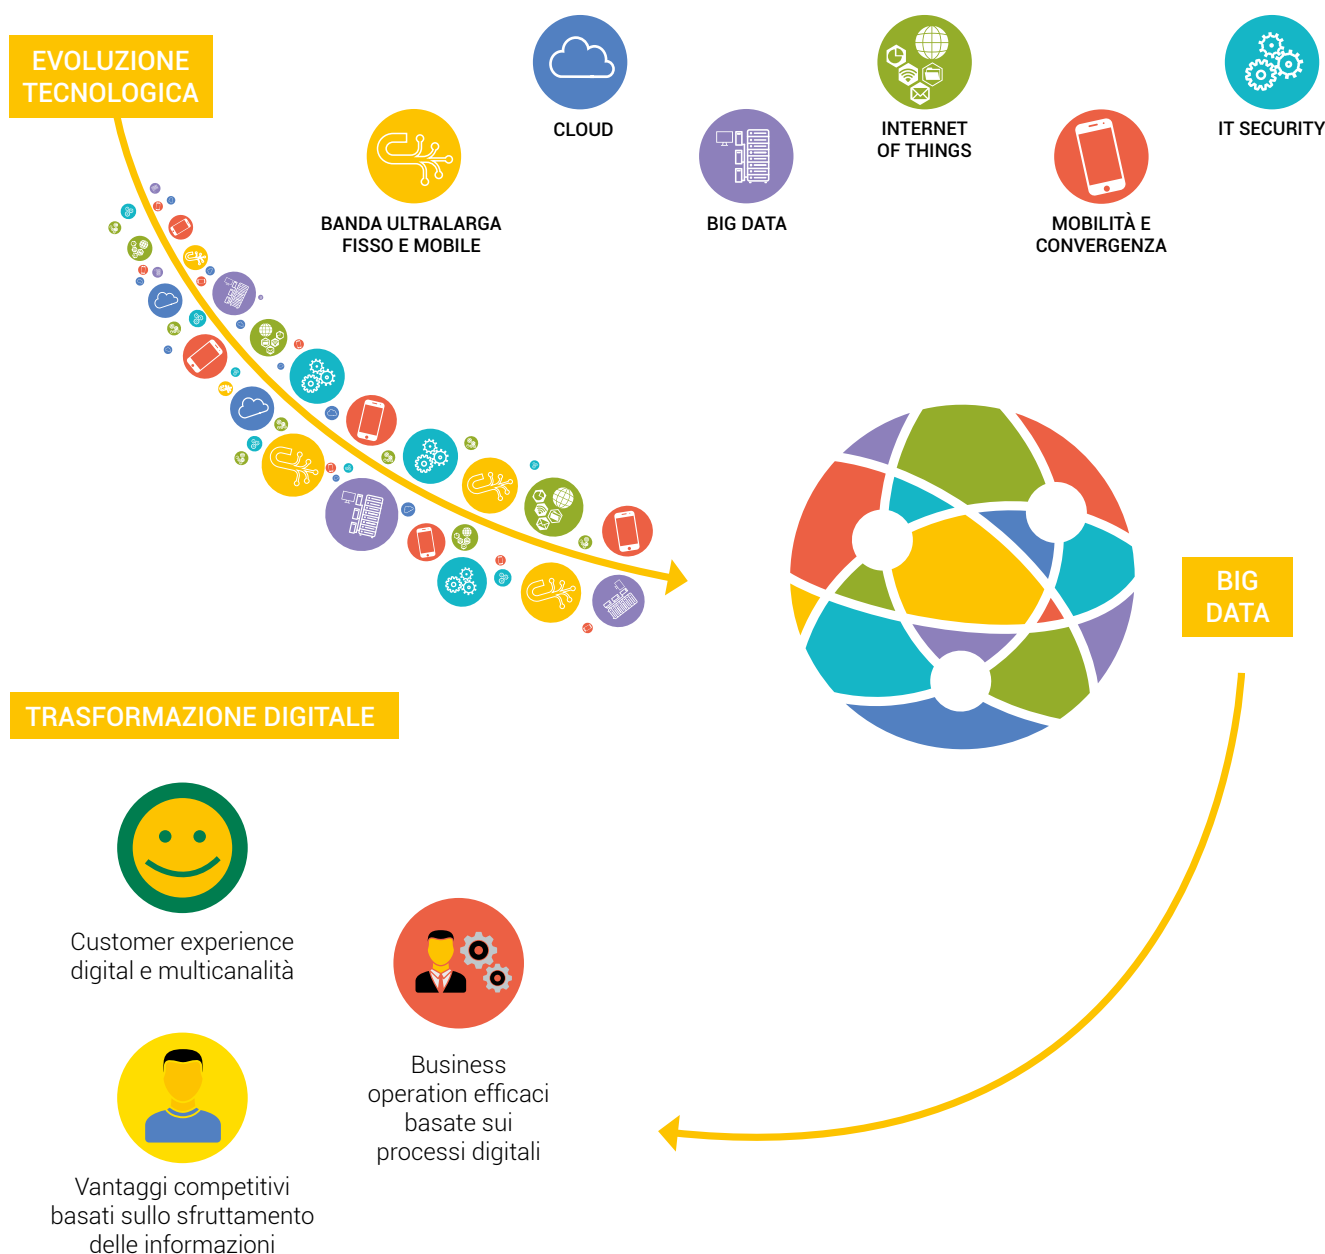 EVOLUZIONE
TECNOLOGICA
CLOUD
INTERNET
OF THINGS
IT SECURITY
BANDA ULTRALARGA
FISSO E MOBILE
BIG DATA
MOBILITÀ E
CONVERGENZA
BIG
DATA
TRASFORMAZIONE DIGITALE
Customer experience
digital e multicanalità
Business
operation efficaci
basate sui
processi digitali
Vantaggi competitivi
basati sullo sfruttamento
delle informazioni